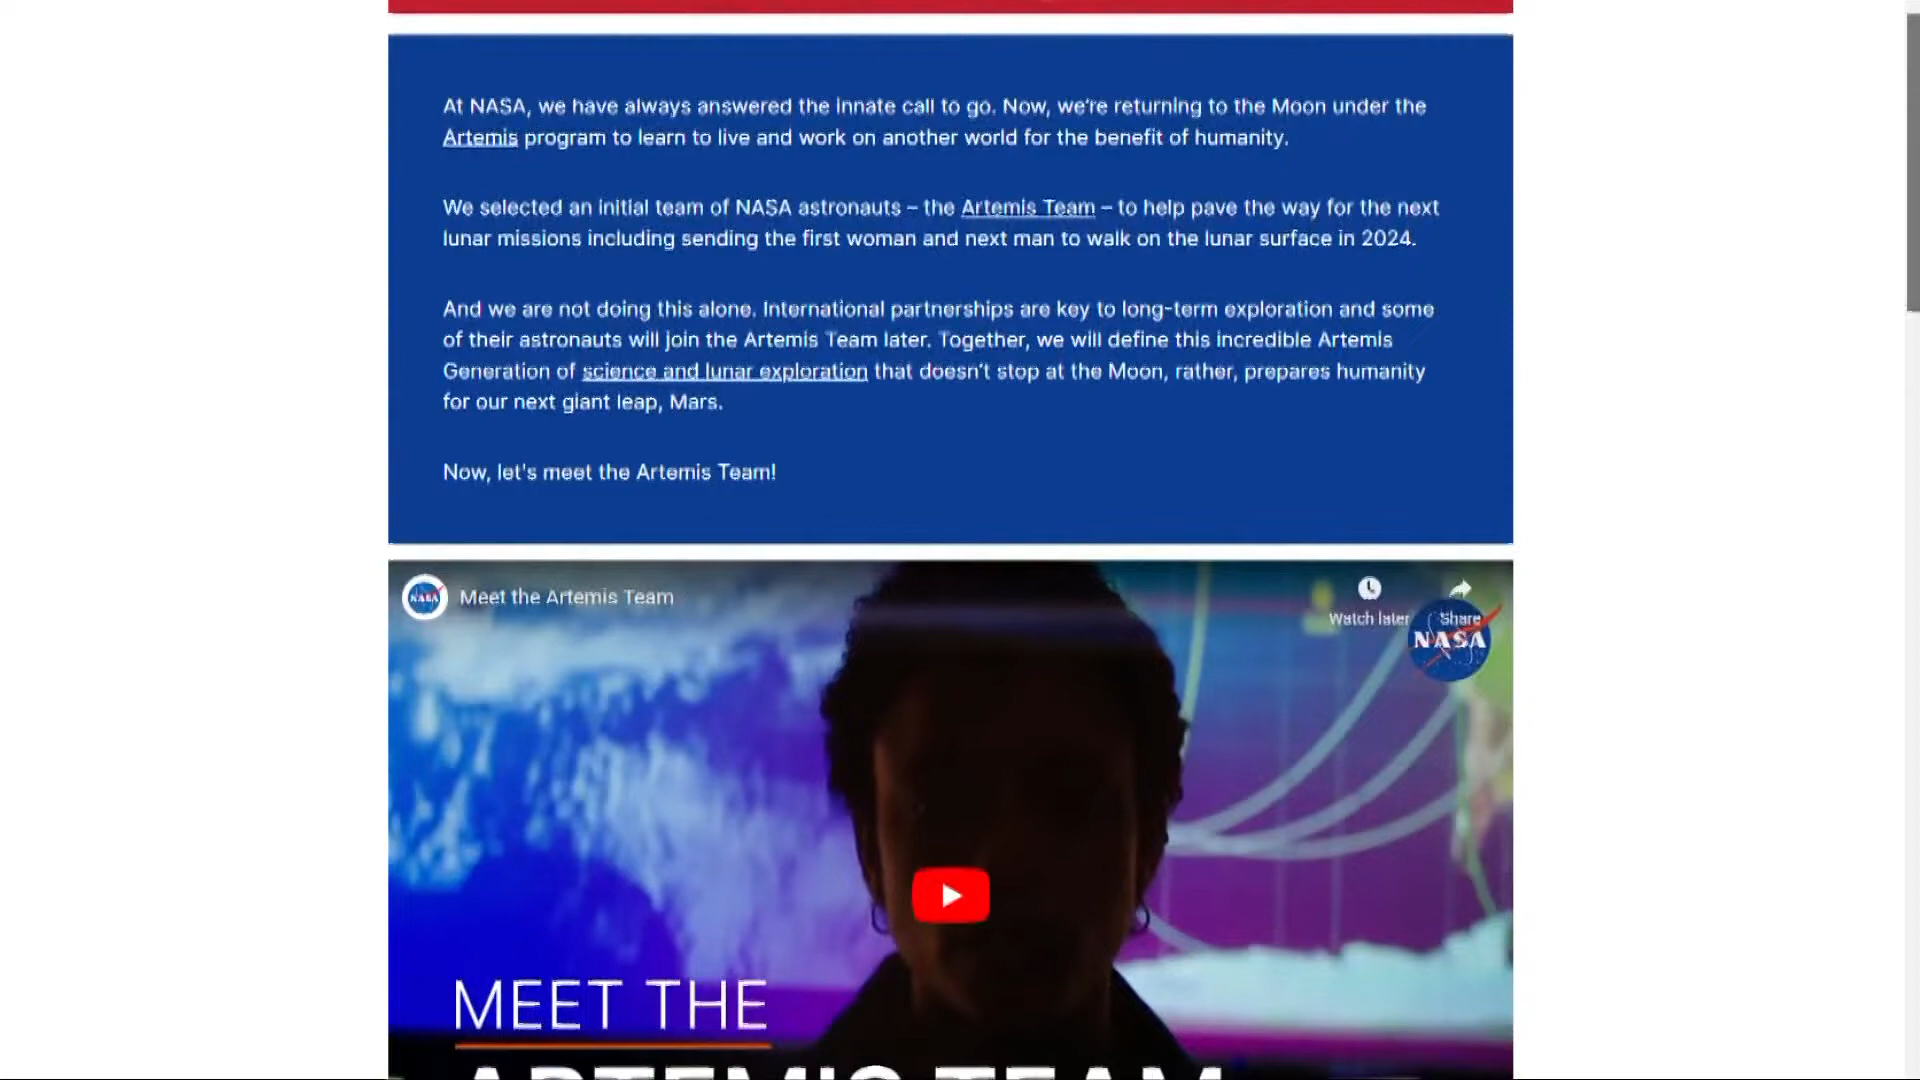 At NASA, we have always answered the innate call to go. Now, we're returning to the Moon under the
Artemis program to learn to live and work on another world for the benefit of humanity.
We selected an initial team of NASA astronauts – the Artemis Team – to help pave the way for the next
lunar missions including sending the first woman and next man to walk on the lunar surface in 2024.
And we are not doing this alone. International partnerships are key to long-term exploration and some
of their astronauts will join the Artemis Team later. Together, we will define this incredible Artemis
Generation of science and lunar exploration that doesn't stop at the Moon, rather, prepares humanity
for our next giant leap, Mars.
Now, let's meet the Artemis Team!
NASA
Meet the Artemis Team
Watch later
Share
NASA
MEET THE
ARTEMIS TEAM